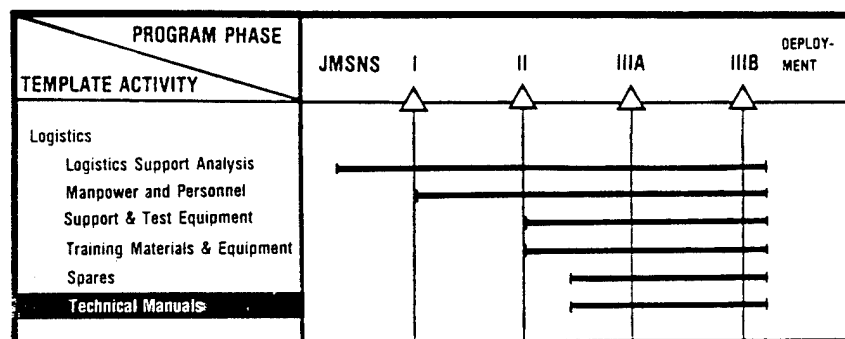 PROGRAM PHASE
TEMPLATE ACTIVITY
JMSNS I II IIIA IIIB DEPLOY-
MENT
Logistics
Logistics Support Analysis
Manpower and Personnel
Support & Test Equipment
Training Materials & Equipment
Spares
Technical Manuals